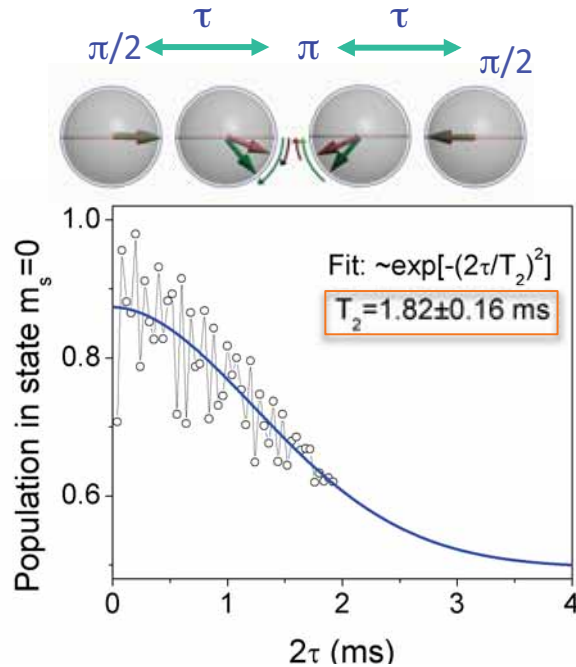 τ τ
π/2 π π/2
1.0
0.8
0.6
Population in state mₛ=0
Fit: ~exp[-(2τ/T₂)²]
T₂=1.82±0.16 ms
0 1 2 3 4
2τ (ms)